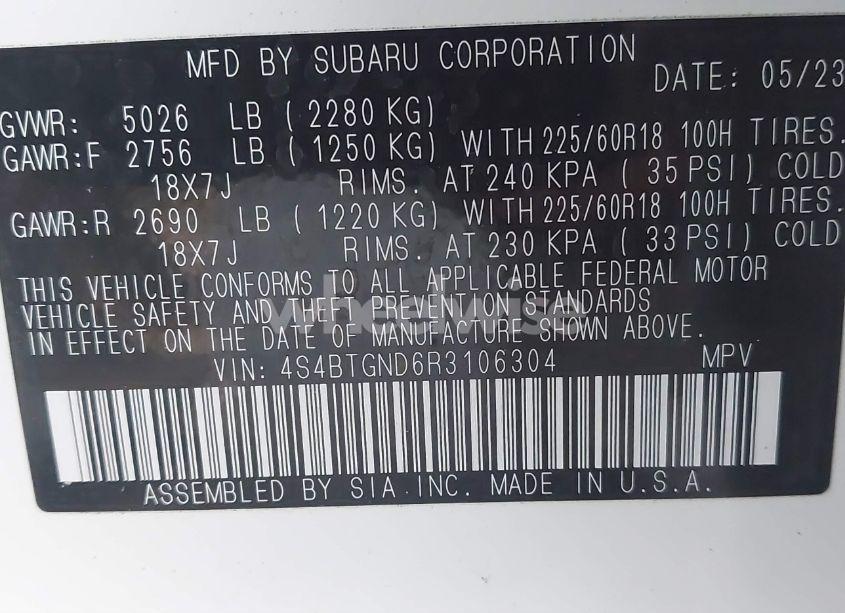 MFD BY SUBARU CORPORATION
DATE: 05/23
GVWR: 5026 LB ( 2280 KG)
GAWR:F 2756 LB ( 1250 KG) WITH 225/60R18 100H TIRES.
18X7J RIMS. AT 240 KPA ( 35 PSI) COLD
GAWR:R 2690 LB ( 1220 KG) WITH 225/60R18 100H TIRES.
18X7J RIMS. AT 230 KPA ( 33 PSI) COLD
THIS VEHICLE CONFORMS TO ALL APPLICABLE FEDERAL MOTOR
VEHICLE SAFETY AND THEFT PREVENTION STANDARDS
IN EFFECT ON THE DATE OF MANUFACTURE SHOWN ABOVE.
wheelwise
VIN: 4S4BTGND6R3106304 MPV
ASSEMBLED BY SIA INC. MADE IN U.S.A.